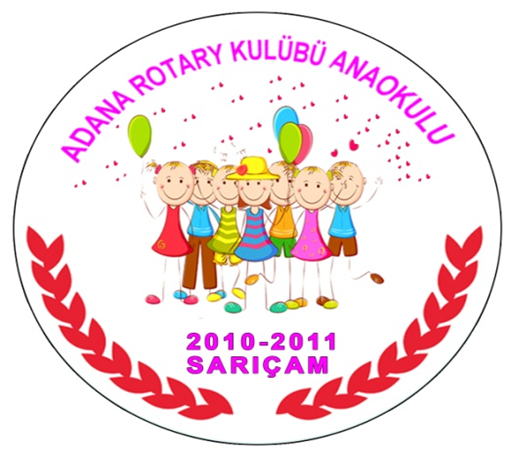 ADANA ROTARY KULÜBÜ ANAOKULU
2010-2011
SARIÇAM